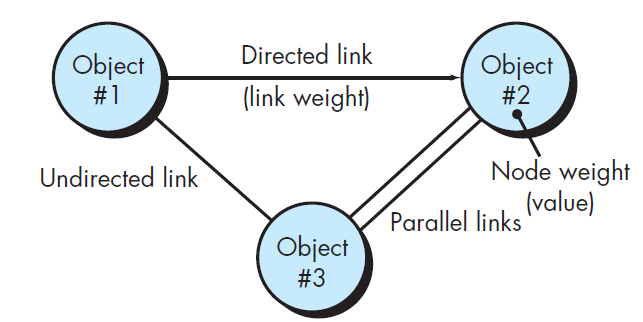 Object
#1
Directed link
(link weight)
Object
#2
Undirected link
Node weight
(value)
Parallel links
Object
#3